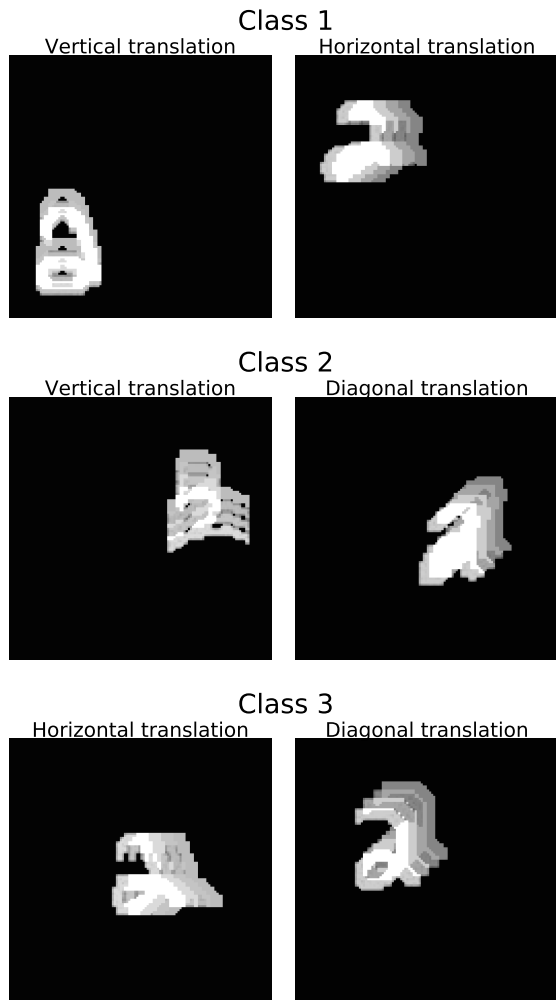 Class 1
Vertical translation
Horizontal translation
Class 2
Vertical translation
Diagonal translation
Class 3
Horizontal translation
Diagonal translation